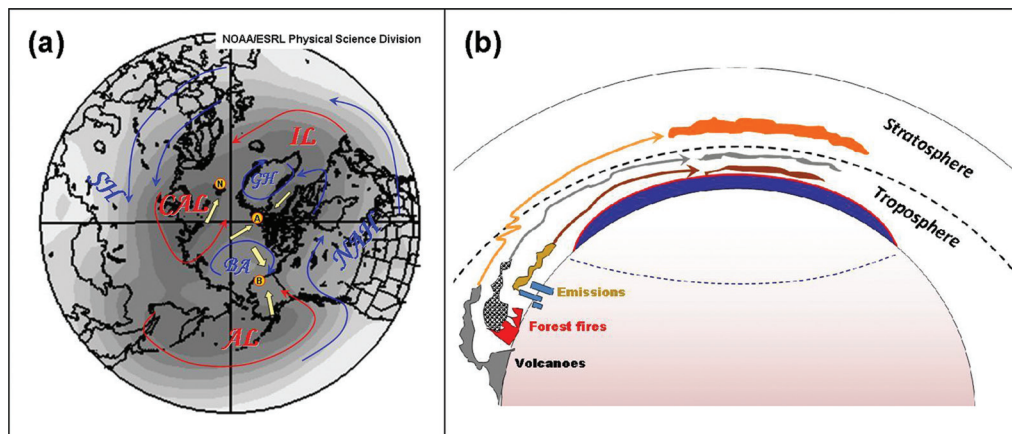 (a)
NOAA/ESRL Physical Science Division
IL
GH
SH
N
CAL
A
NAH
BA
B
AL
(b)
Stratosphere
Troposphere
Emissions
Forest fires
Volcanoes